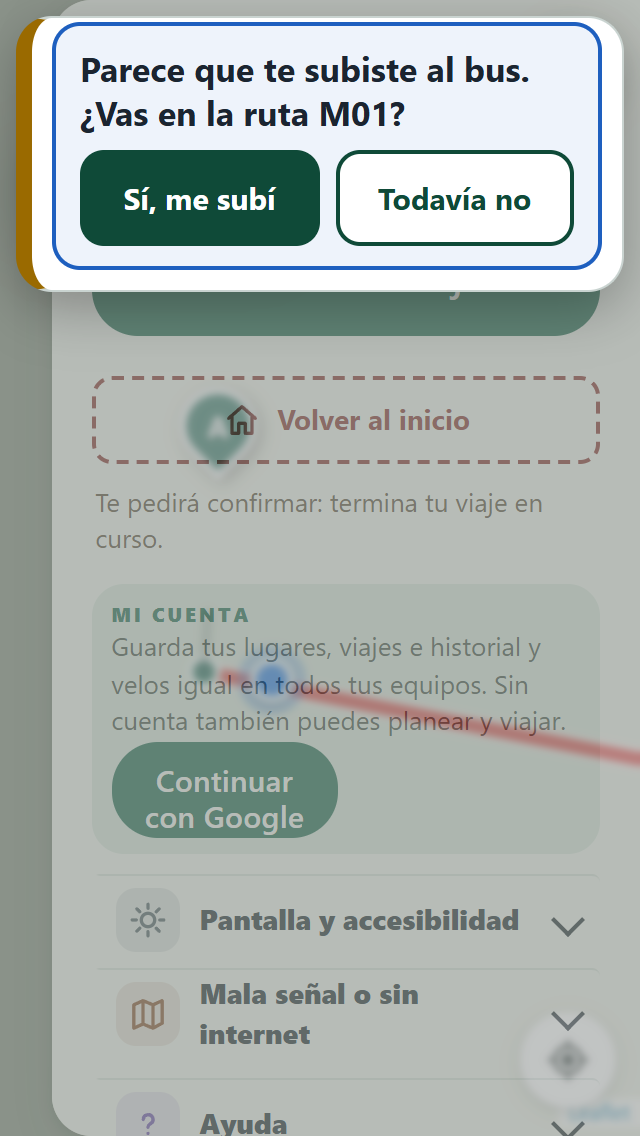 Parece que te subiste al bus.
¿Vas en la ruta M01?
Sí, me subí
Todavía no
A
Volver al inicio
Te pedirá confirmar: termina tu viaje en
curso.
MI CUENTA
Guarda tus lugares, viajes e historial y
velos igual en todos tus equipos. Sin
cuenta también puedes planear y viajar.
Continuar
con Google
Pantalla y accesibilidad
Mala señal o sin
internet
Leaflet
? Ayuda